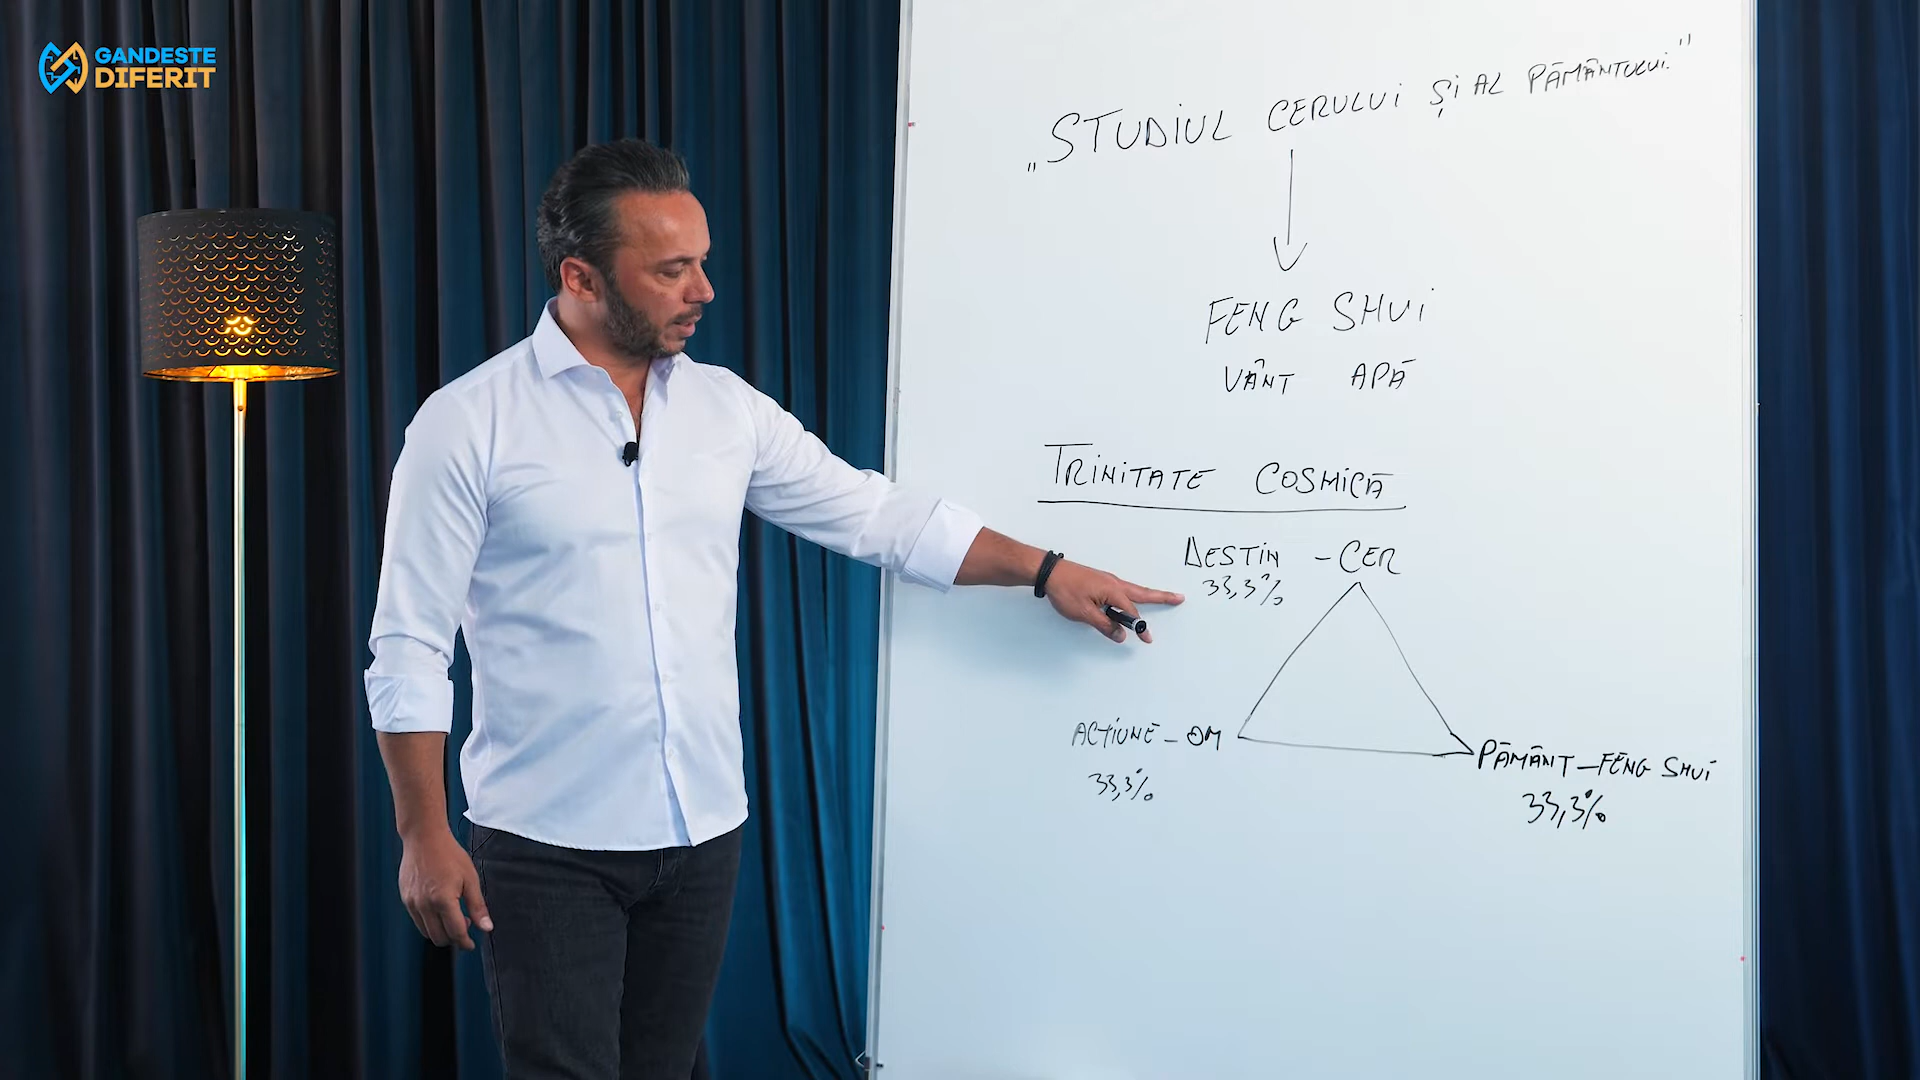 GANDESTE
DIFERIT
„STUDIUL CERULUI ȘI AL PĂMÂNTULUI.”
FENG SHUI
VÂNT APĂ
TRINITATE COSMICĂ
DESTIN - CER
33,3%
ACȚIUNE - OM
33,3%
PĂMÂNT - FENG SHUI
33,3%